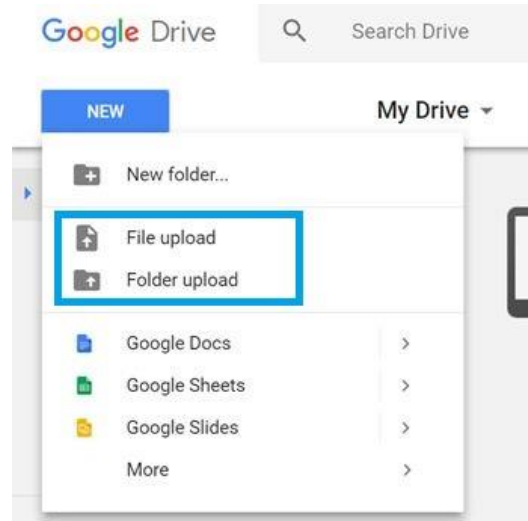 Google Drive
Search Drive
NEW
My Drive
New folder...
File upload
Folder upload
Google Docs
Google Sheets
Google Slides
More